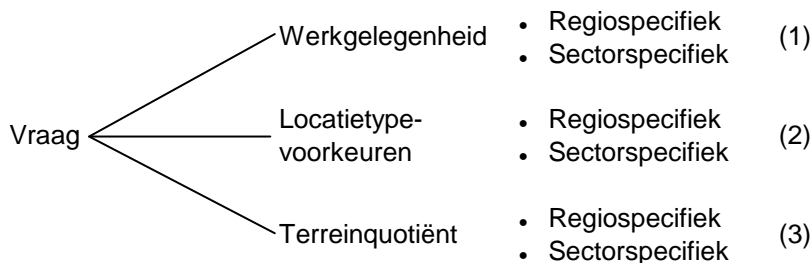 Werkgelegenheid • Regiospecifiek (1)
• Sectorspecifiek
Vraag Locatietype- • Regiospecifiek (2)
voorkeuren • Sectorspecifiek
Terreinquotiënt • Regiospecifiek (3)
• Sectorspecifiek